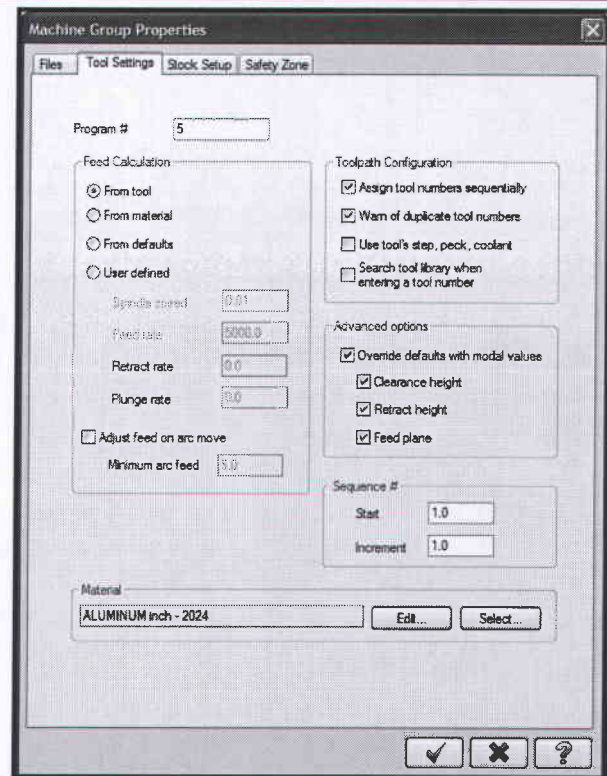 Machine Group Properties
Files
Tool Settings
Stock Setup
Safety Zone
Program #
5
Feed Calculation
From tool
From material
From defaults
User defined
Spindle speed
0.01
Feed rate
5000.0
Retract rate
0.0
Plunge rate
0.0
Adjust feed on arc move
Minimum arc feed
5.0
Toolpath Configuration
Assign tool numbers sequentially
Warn of duplicate tool numbers
Use tool's step, peck, coolant
Search tool library when
entering a tool number
Advanced options
Override defaults with modal values
Clearance height
Retract height
Feed plane
Sequence #
Start
1.0
Increment
1.0
Material
ALUMINUM inch - 2024
Edit...
Select...
?